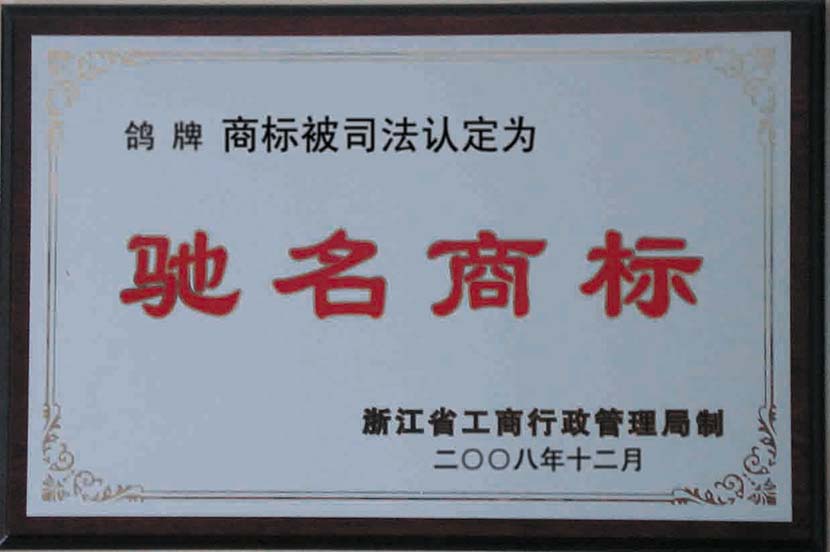 鸽牌 商标被司法认定为
驰名商标
浙江省工商行政管理局制
二〇〇八年十二月